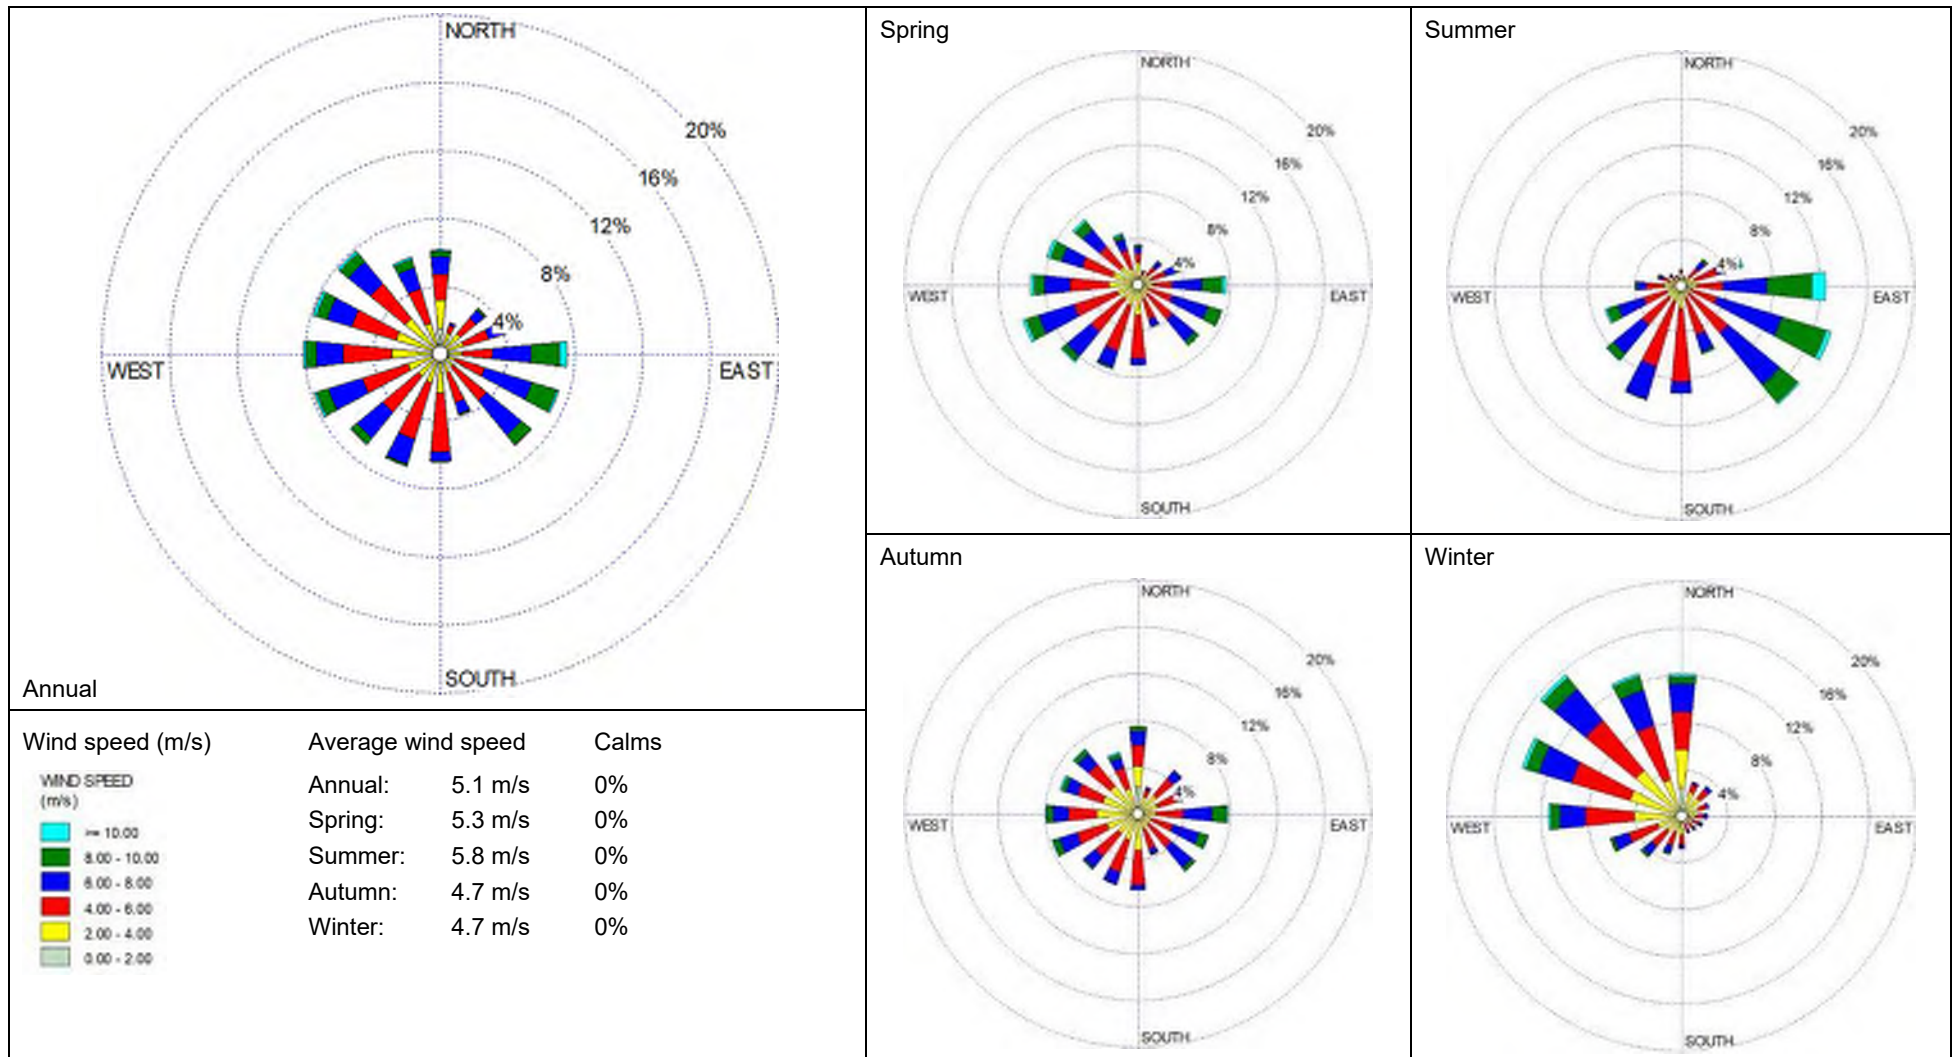 NORTH
20%
16%
12%
8%
4%
WEST
EAST
SOUTH
Annual
Spring
NORTH
20%
16%
12%
8%
4%
WEST
EAST
SOUTH
Summer
NORTH
20%
16%
12%
8%
4%
WEST
EAST
SOUTH
Wind speed (m/s) Average wind speed Calms
WIND SPEED
(m/s)
>= 10.00
8.00 - 10.00
6.00 - 8.00
4.00 - 6.00
2.00 - 4.00
0.00 - 2.00
Annual: 5.1 m/s 0%
Spring: 5.3 m/s 0%
Summer: 5.8 m/s 0%
Autumn: 4.7 m/s 0%
Winter: 4.7 m/s 0%
Autumn
NORTH
20%
16%
12%
8%
4%
WEST
EAST
SOUTH
Winter
NORTH
20%
16%
12%
8%
4%
WEST
EAST
SOUTH